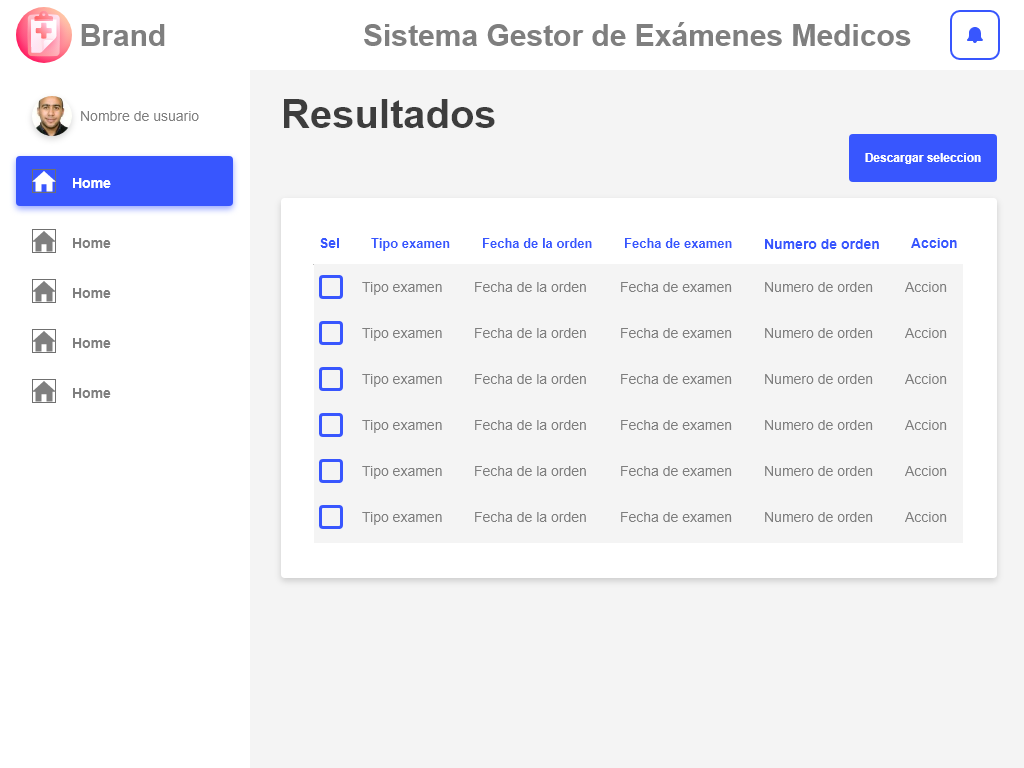 Brand
Sistema Gestor de Exámenes Medicos
Nombre de usuario
Home
Home
Home
Home
Home
Resultados
Descargar seleccion
Sel Tipo examen Fecha de la orden Fecha de examen Numero de orden Accion
Tipo examen Fecha de la orden Fecha de examen Numero de orden Accion
Tipo examen Fecha de la orden Fecha de examen Numero de orden Accion
Tipo examen Fecha de la orden Fecha de examen Numero de orden Accion
Tipo examen Fecha de la orden Fecha de examen Numero de orden Accion
Tipo examen Fecha de la orden Fecha de examen Numero de orden Accion
Tipo examen Fecha de la orden Fecha de examen Numero de orden Accion